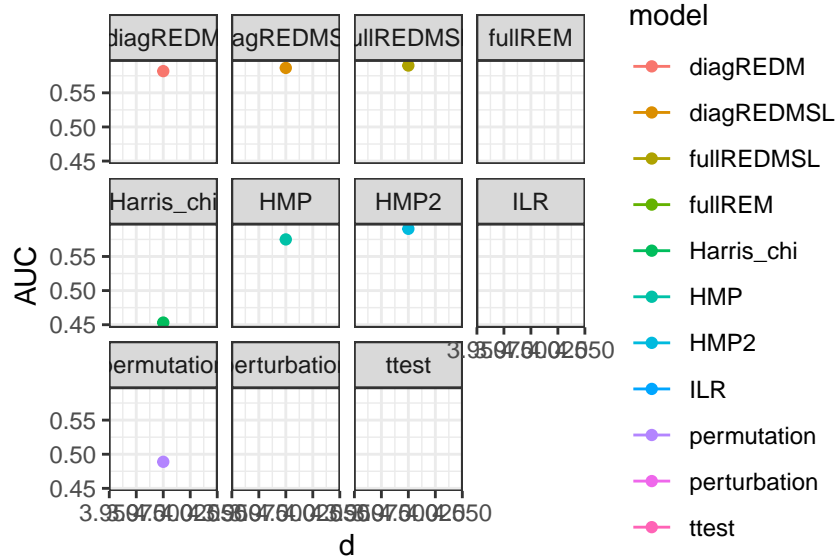 model
diagREDM
agREDMS
ullREDMS
fullREM
0.55
0.50
0.45
Harris_chi
HMP
HMP2
ILR
0.55
0.50
0.45
permutation
erturbation
ttest
0.55
0.50
0.45
AUC
d
diagREDM
diagREDMSL
fullREDMSL
fullREM
Harris_chi
HMP
HMP2
ILR
permutation
perturbation
ttest